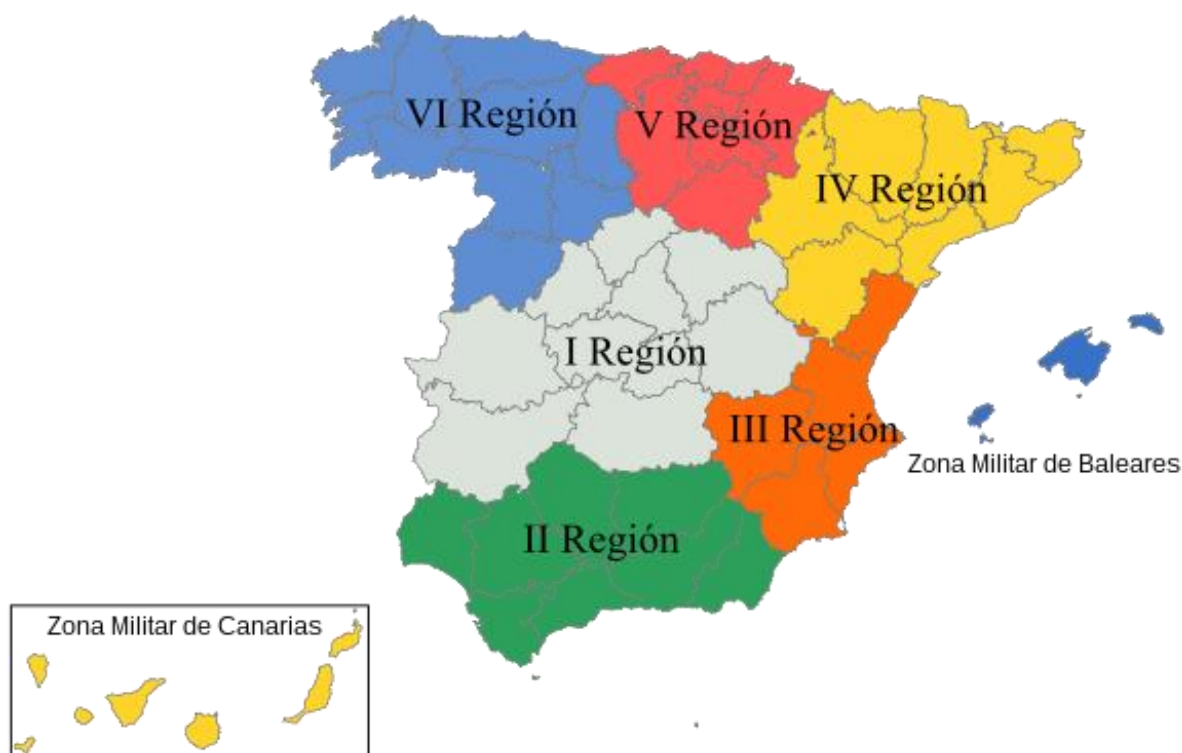 VI Región
V Región
IV Región
I Región
III Región
Zona Militar de Baleares
II Región
Zona Militar de Canarias